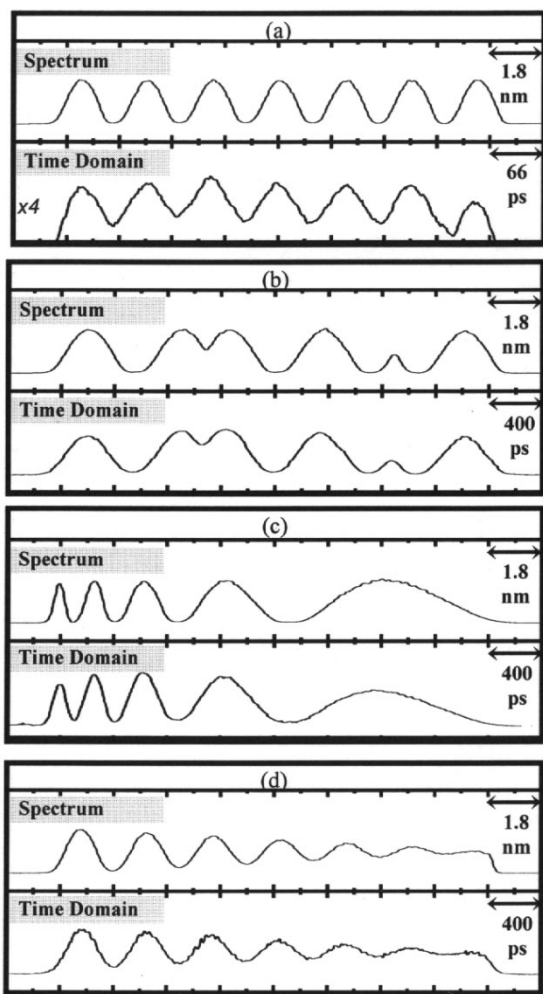 (a)
Spectrum
1.8
nm
Time Domain
66
ps
x4
(b)
Spectrum
1.8
nm
Time Domain
400
ps
(c)
Spectrum
1.8
nm
Time Domain
400
ps
(d)
Spectrum
1.8
nm
Time Domain
400
ps